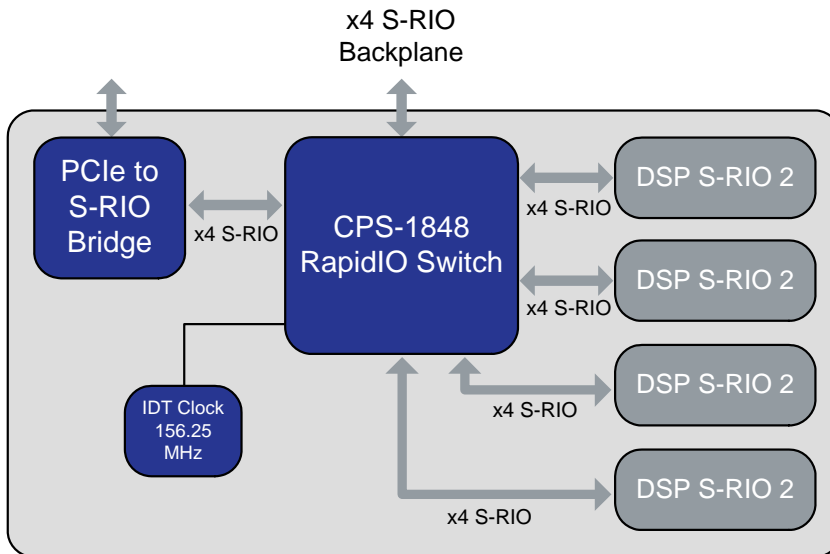 x4 S-RIO
Backplane
PCIe to
S-RIO
Bridge
x4 S-RIO
CPS-1848
RapidIO Switch
x4 S-RIO
DSP S-RIO 2
x4 S-RIO
DSP S-RIO 2
x4 S-RIO
DSP S-RIO 2
x4 S-RIO
DSP S-RIO 2
IDT Clock
156.25
MHz